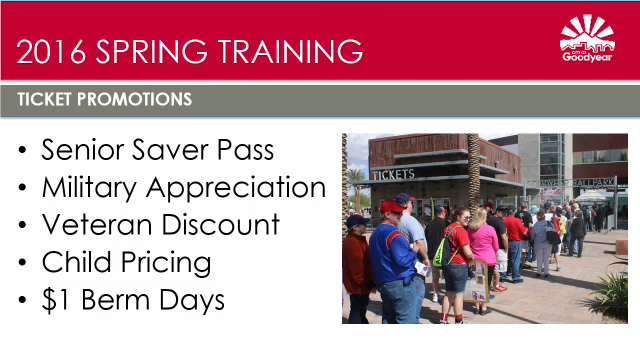 2016 SPRING TRAINING
CITY OF
Goodyear
TICKET PROMOTIONS
• Senior Saver Pass
• Military Appreciation
• Veteran Discount
• Child Pricing
• $1 Berm Days
TICKETS
BALLPARK